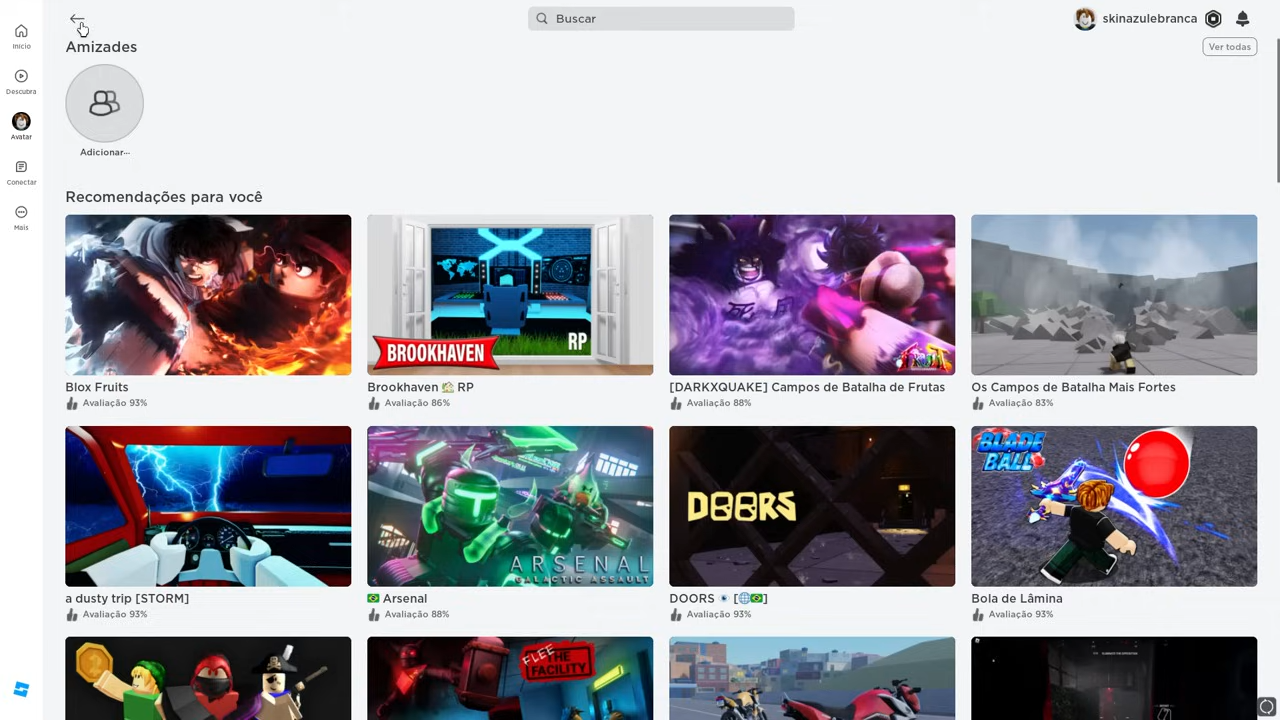 Buscar
skinazulebranca
Início
Descubra
Avatar
Conectar
Mais
Amizades
Ver todas
Adicionar···
Recomendações para você
BROOKHAVEN
RP
Blox Fruits
Avaliação 93%
Brookhaven 🏡 RP
Avaliação 86%
[DARKXQUAKE] Campos de Batalha de Frutas
Avaliação 88%
Os Campos de Batalha Mais Fortes
Avaliação 83%
ARSENAL
GALACTIC ASSAULT
DOORS
BLADE
BALL
a dusty trip [STORM]
Avaliação 93%
🇧🇷 Arsenal
Avaliação 88%
DOORS 👁️ [🌐🇧🇷]
Avaliação 93%
Bola de Lâmina
Avaliação 93%
FLEE
THE
FACILITY